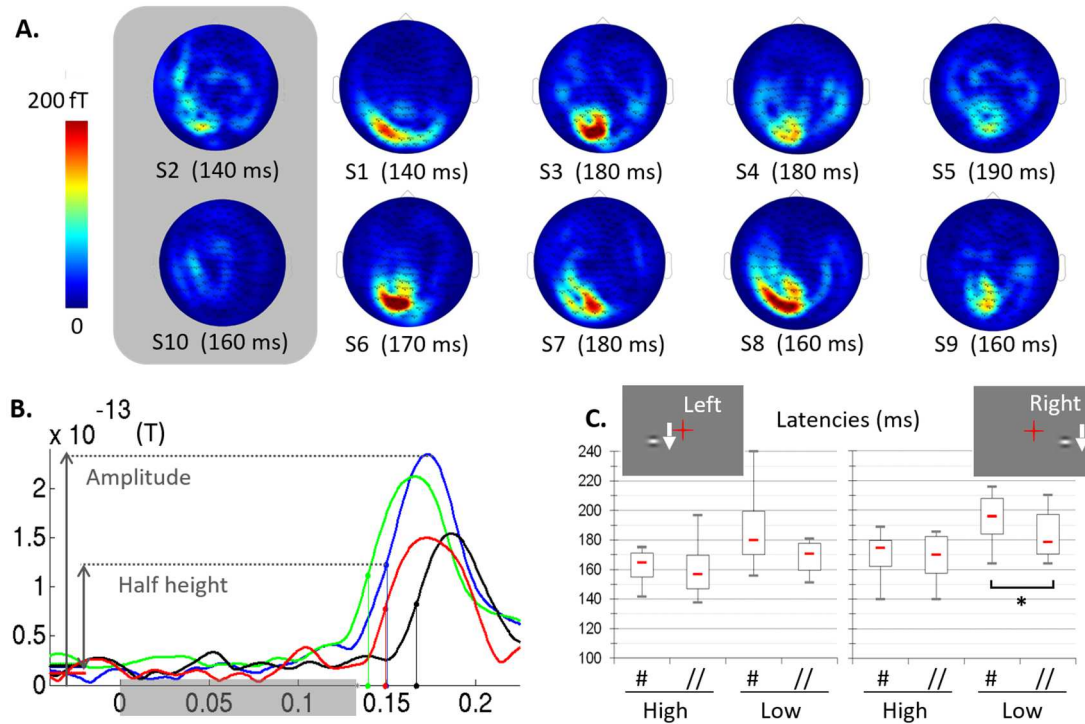 A.
200 fT
0
S2 (140 ms)
S1 (140 ms)
S3 (180 ms)
S4 (180 ms)
S5 (190 ms)
S10 (160 ms)
S6 (170 ms)
S7 (180 ms)
S8 (160 ms)
S9 (160 ms)
B.
x 10 -13 (T)
Amplitude
Half height
2
1.5
1
0.5
0
0 0.05 0.1 0.15 0.2
C.
Left
Latencies (ms)
Right
240
220
200
180
160
140
120
100
*
# // # // # // # //
High Low High Low